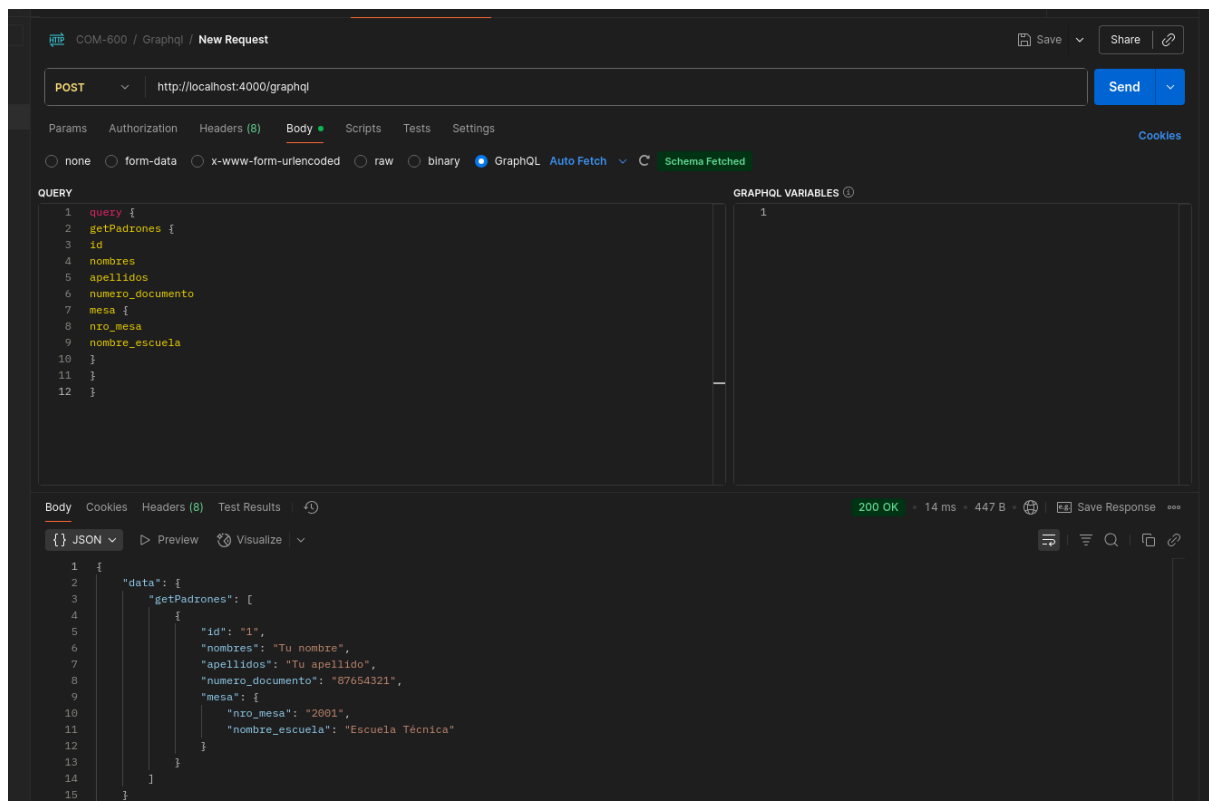 HTTP COM-600 / Graphql / New Request Save Share
POST http://localhost:4000/graphql Send
Params Authorization Headers (8) Body Scripts Tests Settings Cookies
none form-data x-www-form-urlencoded raw binary GraphQL Auto Fetch Schema Fetched
QUERY GRAPHQL VARIABLES
1 query { 1
2 getPadrones {
3 id
4 nombres
5 apellidos
6 numero_documento
7 mesa {
8 nro_mesa
9 nombre_escuela
10 }
11 }
12 }
Body Cookies Headers (8) Test Results 200 OK 14 ms 447 B e.g. Save Response
{} JSON Preview Visualize
1 {
2 "data": {
3 "getPadrones": [
4 {
5 "id": "1",
6 "nombres": "Tu nombre",
7 "apellidos": "Tu apellido",
8 "numero_documento": "87654321",
9 "mesa": {
10 "nro_mesa": "2001",
11 "nombre_escuela": "Escuela Técnica"
12 }
13 }
14 ]
15 }